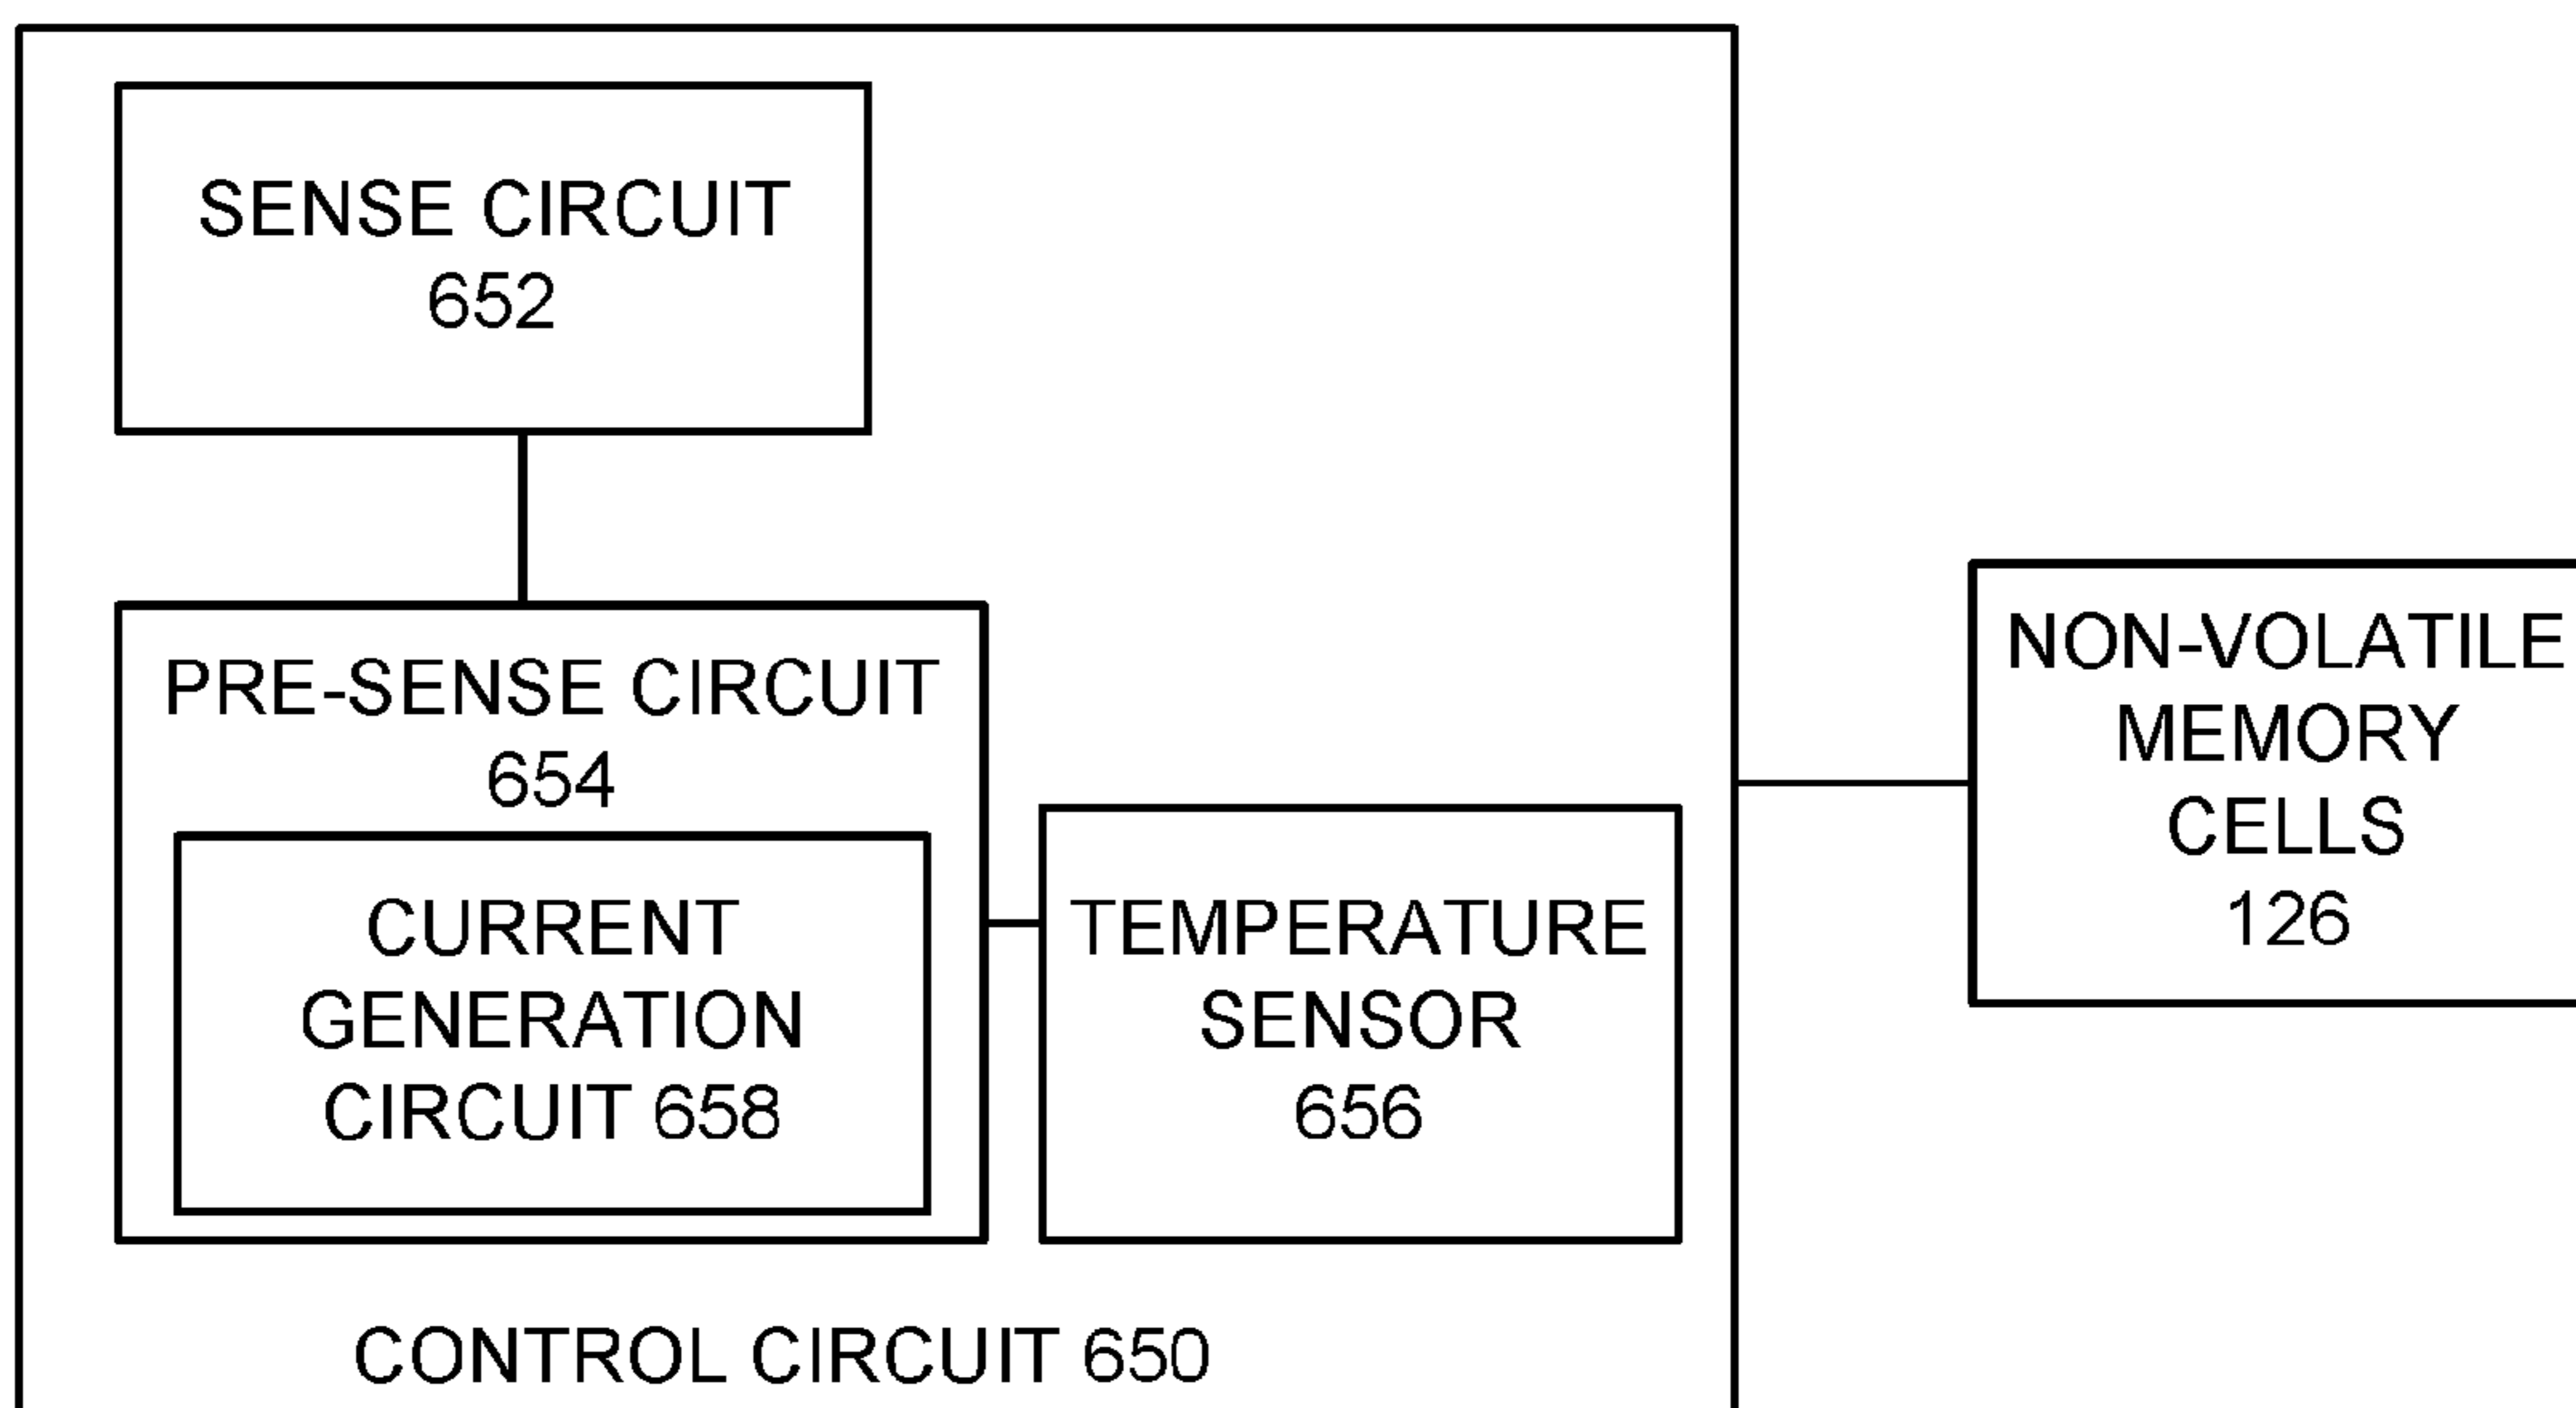 SENSE CIRCUIT
652
PRE-SENSE CIRCUIT
654
CURRENT
GENERATION
CIRCUIT 658
TEMPERATURE
SENSOR
656
CONTROL CIRCUIT 650
NON-VOLATILE
MEMORY
CELLS
126